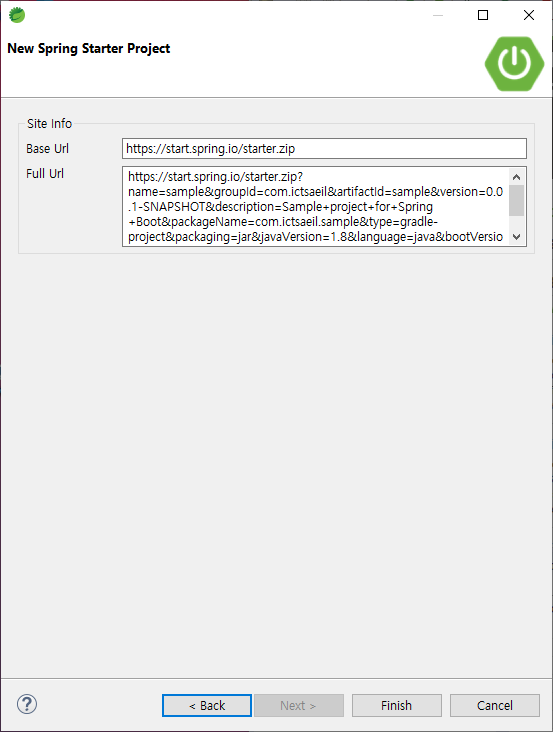 New Spring Starter Project
Site Info
Base Url
https://start.spring.io/starter.zip
Full Url
https://start.spring.io/starter.zip?
name=sample&groupId=com.ictsaeil&artifactId=sample&version=0.0
.1-SNAPSHOT&description=Sample+project+for+Spring
+Boot&packageName=com.ictsaeil.sample&type=gradle-
project&packaging=jar&javaVersion=1.8&language=java&bootVersio
?
< Back
Next >
Finish
Cancel